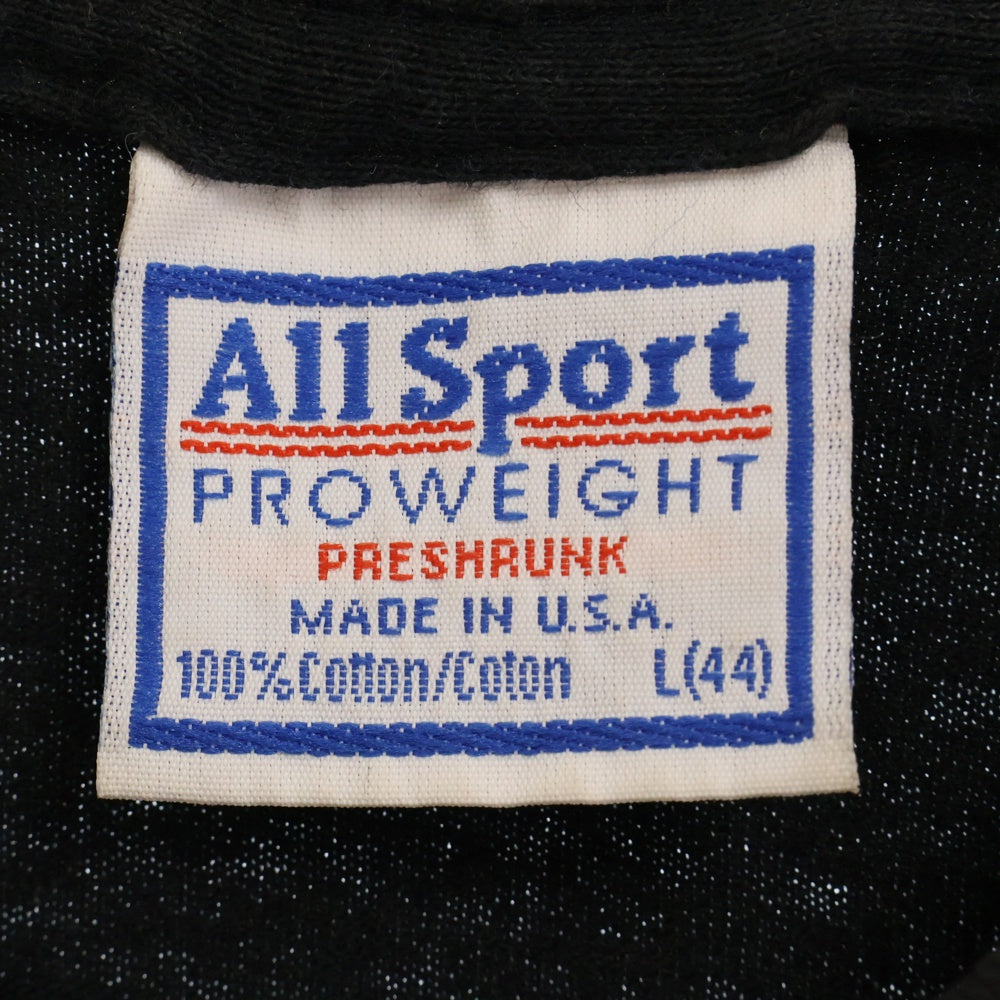 All Sport
PROWEIGHT
PRESHRUNK
MADE IN U.S.A.
100% Cotton/Coton L(44)